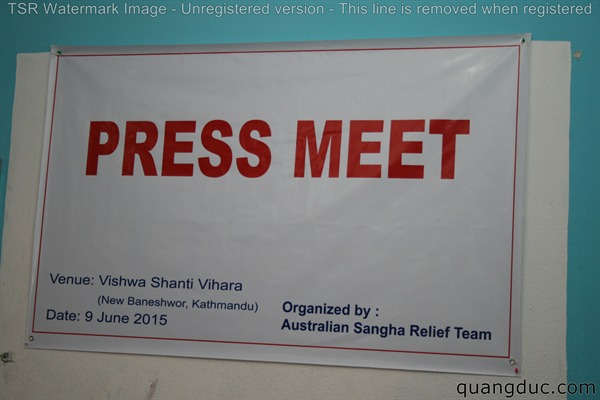 TSR Watermark Image - Unregistered version - This line is removed when registered
PRESS MEET
Venue: Vishwa Shanti Vihara
(New Baneshwor, Kathmandu)
Date: 9 June 2015
Organized by :
Australian Sangha Relief Team
quangduc.com